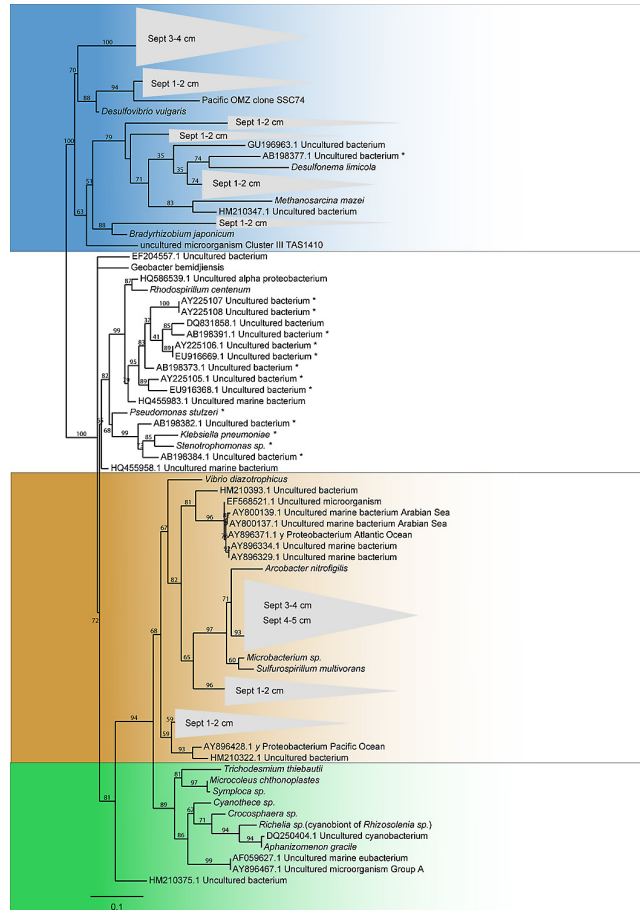 Sept 3-4 cm
100
70
94
Sept 1-2 cm
88
Pacific OMZ clone SSC74
Desulfovibrio vulgaris
Sept 1-2 cm
100
79
Sept 1-2 cm
GU196963.1 Uncultured bacterium
35
AB198377.1 Uncultured bacterium *
74
35
Desulfonema limicola
53
74
Sept 1-2 cm
Methanosarcina mazei
83
63
HM210347.1 Uncultured bacterium
Sept 1-2 cm
88
Bradyrhizobium japonicum
uncultured microorganism Cluster III TAS1410
EF204557.1 Uncultured bacterium
Geobacter bemidjiensis
HQ586539.1 Uncultured alpha proteobacterium
87
Rhodospirillum centenum
AY225107 Uncultured bacterium *
100
AY225108 Uncultured bacterium *
32
DQ831858.1 Uncultured bacterium
99
85
AB198391.1 Uncultured bacterium *
41
83
AY225106.1 Uncultured bacterium *
89
EU916669.1 Uncultured bacterium *
95
AB198373.1 Uncultured bacterium *
82
AY225105.1 Uncultured bacterium *
89
EU916368.1 Uncultured bacterium *
HQ455983.1 Uncultured marine bacterium
Pseudomonas stutzeri *
AB198382.1 Uncultured bacterium *
68
99
85
Klebsiella pneumoniae *
100
Stenotrophomonas sp. *
AB198384.1 Uncultured bacterium *
HQ455958.1 Uncultured marine bacterium
Vibrio diazotrophicus
HM210393.1 Uncultured bacterium
81
EF568521.1 Uncultured microorganism
AY800139.1 Uncultured marine bacterium Arabian Sea
96
AY800137.1 Uncultured marine bacterium Arabian Sea
67
AY896371.1 y Proteobacterium Atlantic Ocean
AY896334.1 Uncultured marine bacterium
AY896329.1 Uncultured marine bacterium
Arcobacter nitrofigilis
82
71
Sept 3-4 cm
Sept 4-5 cm
97
93
72
68
65
Microbacterium sp.
60
Sulfurospirillum multivorans
96
Sept 1-2 cm
94
59
Sept 1-2 cm
59
AY896428.1 y Proteobacterium Pacific Ocean
93
HM210322.1 Uncultured bacterium
Trichodesmium thiebautii
81
Microcoleus chthonoplastes
97
Symploca sp.
81
89
Cyanothece sp.
62
Crocosphaera sp.
71
Richelia sp.(cyanobiont of Rhizosolenia sp.)
94
86
DQ250404.1 Uncultured cyanobacterium
94
Aphanizomenon gracile
AF059627.1 Uncultured marine eubacterium
99
AY896467.1 Uncultured microorganism Group A
HM210375.1 Uncultured bacterium
0.1